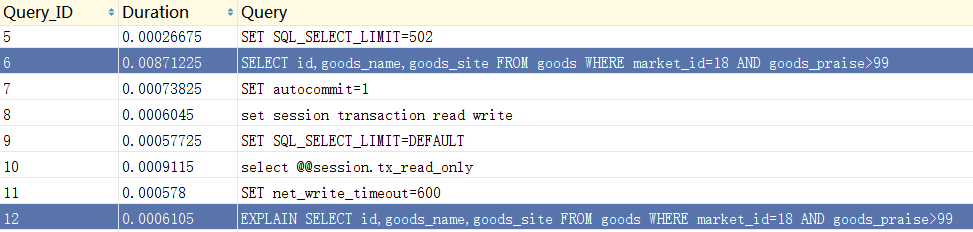 Query_ID Duration Query
5 0.00026675 SET SQL_SELECT_LIMIT=502
6 0.00871225 SELECT id,goods_name,goods_site FROM goods WHERE market_id=18 AND goods_praise>99
7 0.00073825 SET autocommit=1
8 0.0006045 set session transaction read write
9 0.00057725 SET SQL_SELECT_LIMIT=DEFAULT
10 0.0009115 select @@session.tx_read_only
11 0.000578 SET net_write_timeout=600
12 0.0006105 EXPLAIN SELECT id,goods_name,goods_site FROM goods WHERE market_id=18 AND goods_praise>99